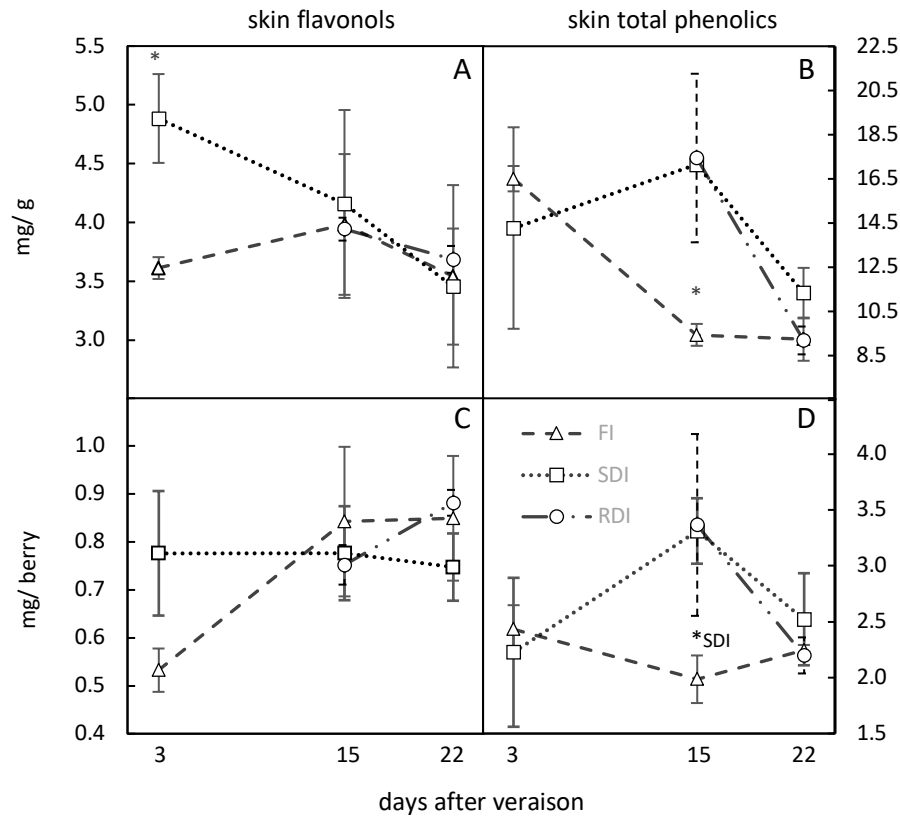 skin flavonols
skin total phenolics
5.5
5.0
4.5
4.0
3.5
3.0
mg/ g
*
A
B
*
22.5
20.5
18.5
16.5
14.5
12.5
10.5
8.5
1.0
0.9
0.8
0.7
0.6
0.5
0.4
mg/ berry
C
D
FI
SDI
RDI
*SDI
4.0
3.5
3.0
2.5
2.0
1.5
3
15
22
3
15
22
days after veraison